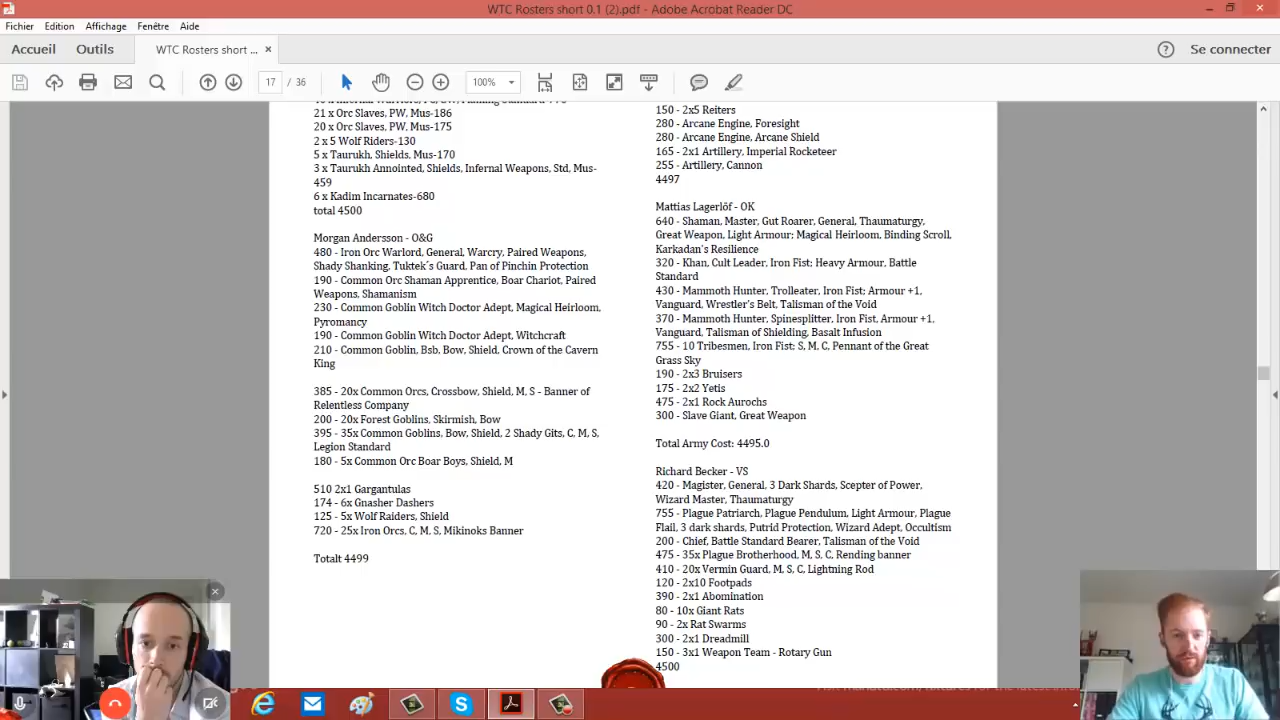 WTC Rosters short 0.1 (2).pdf - Adobe Acrobat Reader DC
Fichier Edition Affichage Fenêtre Aide
Accueil Outils WTC Rosters short ... × Se connecter
17 / 36 100%
21 x Orc Slaves, PW, Mus-186
20 x Orc Slaves, PW, Mus-175
2 x 5 Wolf Riders-130
5 x Taurukh, Shields, Mus-170
3 x Taurukh Annointed, Shields, Infernal Weapons, Std, Mus-
459
6 x Kadim Incarnates-680
total 4500
Morgan Andersson - O&G
480 - Iron Orc Warlord, General, Warcry, Paired Weapons,
Shady Shanking, Tuktek´s Guard, Pan of Pinchin Protection
190 - Common Orc Shaman Apprentice, Boar Chariot, Paired
Weapons, Shamanism
230 - Common Goblin Witch Doctor Adept, Magical Heirloom,
Pyromancy
190 - Common Goblin Witch Doctor Adept, Witchcraft
210 - Common Goblin, Bsb, Bow, Shield, Crown of the Cavern
King
385 - 20x Common Orcs, Crossbow, Shield, M, S - Banner of
Relentless Company
200 - 20x Forest Goblins, Skirmish, Bow
395 - 35x Common Goblins, Bow, Shield, 2 Shady Gits, C, M, S,
Legion Standard
180 - 5x Common Orc Boar Boys, Shield, M
510 2x1 Gargantulas
174 - 6x Gnasher Dashers
125 - 5x Wolf Raiders, Shield
720 - 25x Iron Orcs, C, M, S, Mikinoks Banner
Totalt 4499
150 - 2x5 Reiters
280 - Arcane Engine, Foresight
280 - Arcane Engine, Arcane Shield
165 - 2x1 Artillery, Imperial Rocketeer
255 - Artillery, Cannon
4497
Mattias Lagerlöf - OK
640 - Shaman, Master, Gut Roarer, General, Thaumaturgy,
Great Weapon, Light Armour; Magical Heirloom, Binding Scroll,
Karkadan's Resilience
320 - Khan, Cult Leader, Iron Fist; Heavy Armour, Battle
Standard
430 - Mammoth Hunter, Trolleater, Iron Fist; Armour +1,
Vanguard, Wrestler's Belt, Talisman of the Void
370 - Mammoth Hunter, Spinesplitter, Iron Fist, Armour +1,
Vanguard, Talisman of Shielding, Basalt Infusion
755 - 10 Tribesmen, Iron Fist: S, M, C, Pennant of the Great
Grass Sky
190 - 2x3 Bruisers
175 - 2x2 Yetis
475 - 2x1 Rock Aurochs
300 - Slave Giant, Great Weapon
Total Army Cost: 4495.0
Richard Becker - VS
420 - Magister, General, 3 Dark Shards, Scepter of Power,
Wizard Master, Thaumaturgy
755 - Plague Patriarch, Plague Pendulum, Light Armour, Plague
Flail, 3 dark shards, Putrid Protection, Wizard Adept, Occultism
200 - Chief, Battle Standard Bearer, Talisman of the Void
475 - 35x Plague Brotherhood, M, S, C, Rending banner
410 - 20x Vermin Guard, M, S, C, Lightning Rod
120 - 2x10 Footpads
390 - 2x1 Abomination
80 - 10x Giant Rats
90 - 2x Rat Swarms
300 - 2x1 Dreadmill
150 - 3x1 Weapon Team - Rotary Gun
4500